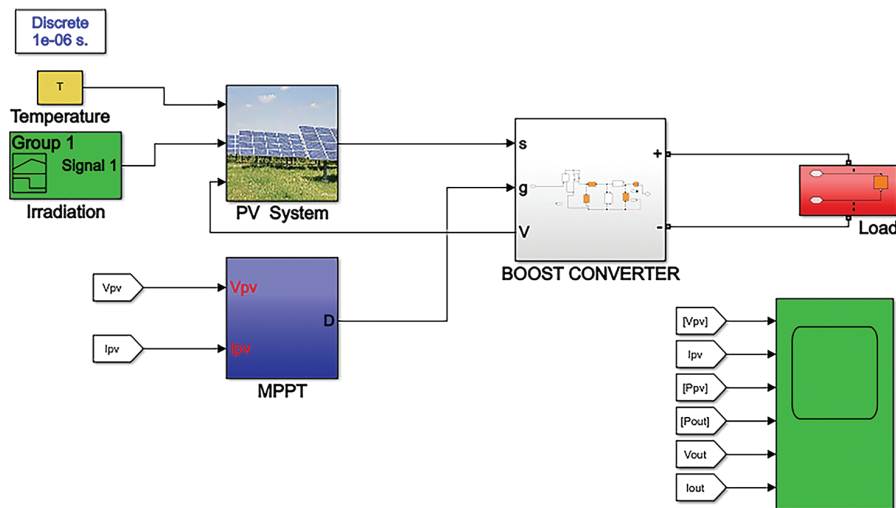 Discrete
1e-06 s.
T
Temperature
Group 1
Signal 1
Irradiation
PV System
s
g
V
+
-
BOOST CONVERTER
Load
Vpv
Ipv
Vpv
Ipv
D
MPPT
[Vpv]
Ipv
[Ppv]
[Pout]
Vout
Iout